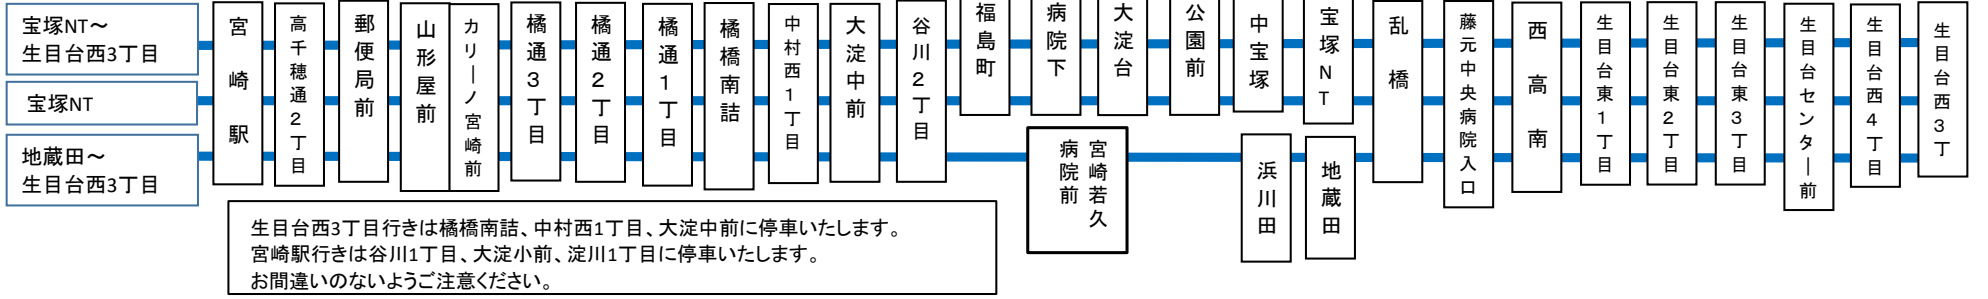 宝塚NT～
生目台西3丁目
宝塚NT
地蔵田～
生目台西3丁目
宮崎駅
高千穂通2丁目
郵便局前
山形屋前
カリーノ宮崎前
橘通3丁目
橘通2丁目
橘通1丁目
橘橋南詰
中村西1丁目
大淀中前
谷川2丁目
福島町
病院下
大淀台
公園前
中宝塚
宝塚NT
乱橋
藤元中央病院入口
西高南
生目台東1丁目
生目台東2丁目
生目台東3丁目
生目台センター前
生目台西4丁目
生目台西3丁
宮崎若久
病院前
浜川田
地蔵田
生目台西3丁目行きは橘橋南詰、中村西1丁目、大淀中前に停車いたします。
宮崎駅行きは谷川1丁目、大淀小前、淀川1丁目に停車いたします。
お間違いのないようご注意ください。